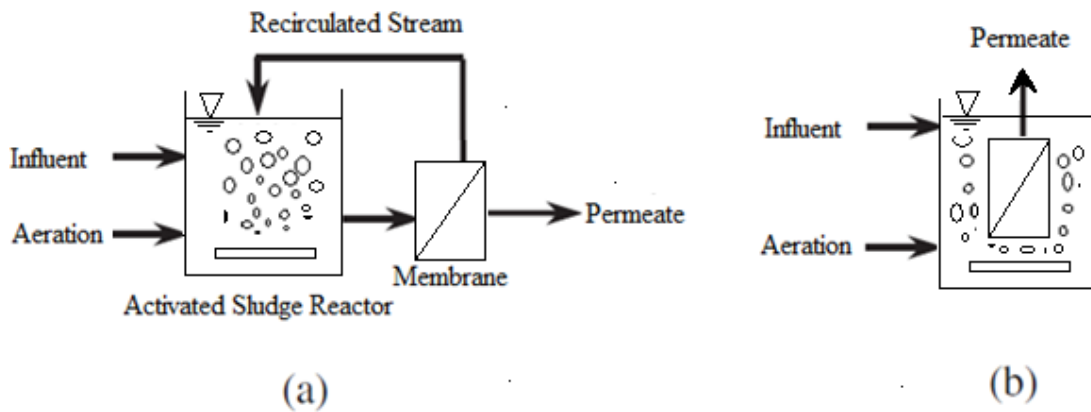 Recirculated Stream
Influent
Aeration
Permeate
Membrane
Activated Sludge Reactor
(a)
Permeate
Influent
Aeration
(b)